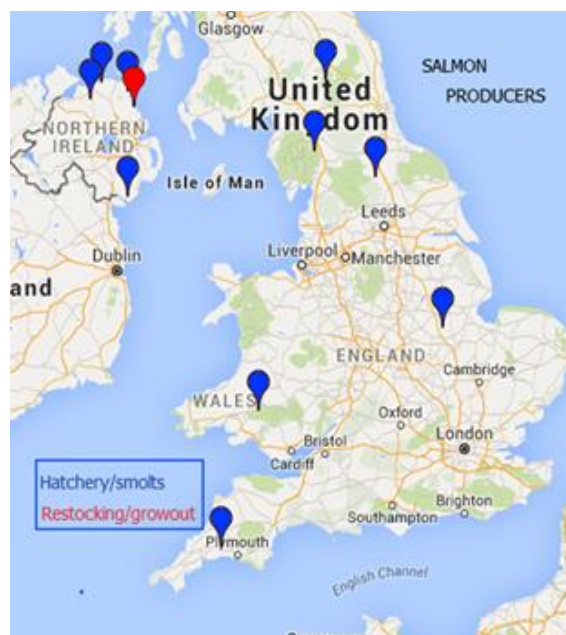 Glasgow
SALMON
PRODUCERS
United
Kingdom
NORTHERN
IRELAND
Isle of Man
Leeds
Dublin
Liverpool
Manchester
and
ENGLAND
Cambridge
WALES
Oxford
Bristol
London
Cardiff
Hatchery/smolts
Restocking/growout
Brighton
Southampton
Plymouth
English Channel